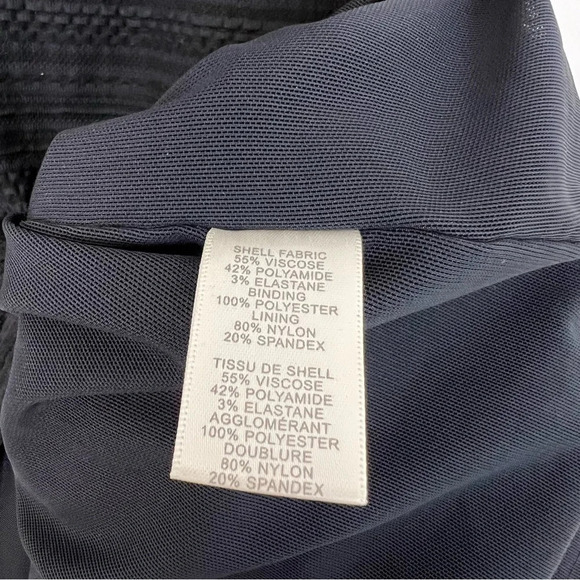 SHELL FABRIC
55% VISCOSE
42% POLYAMIDE
3% ELASTANE
BINDING
100% POLYESTER
LINING
80% NYLON
20% SPANDEX
TISSU DE SHELL
55% VISCOSE
42% POLYAMIDE
3% ELASTANE
AGGLOMÉRANT
100% POLYESTER
DOUBLURE
80% NYLON
20% SPANDEX